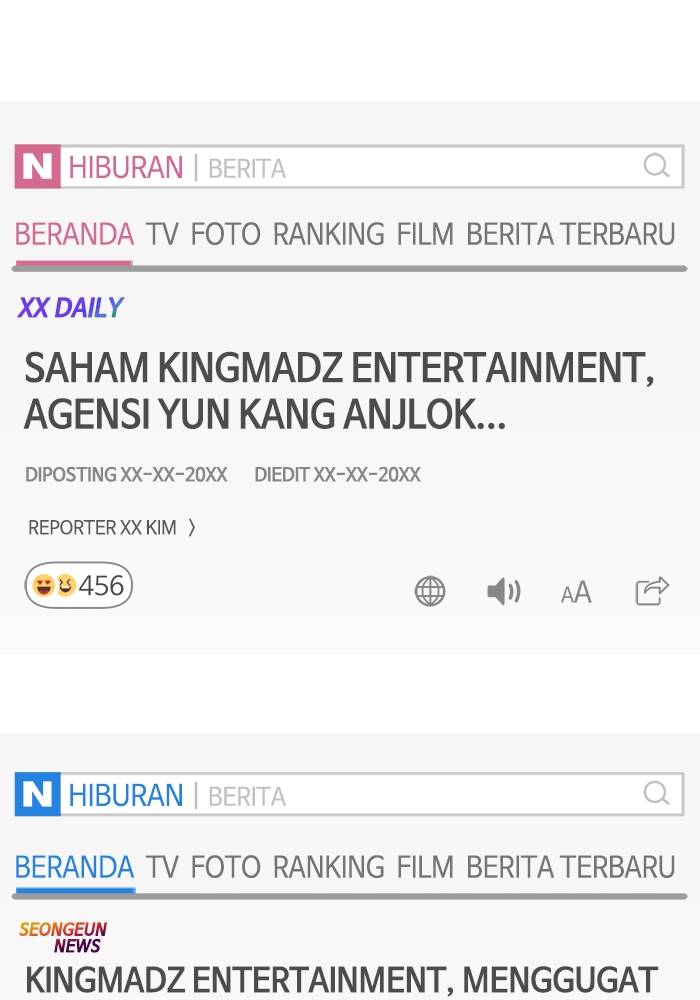 N HIBURAN | BERITA
BERANDA TV FOTO RANKING FILM BERITA TERBARU
XX DAILY
SAHAM KINGMADZ ENTERTAINMENT,
AGENSI YUN KANG ANJLOK...
DIPOSTING XX-XX-20XX DIEDIT XX-XX-20XX
REPORTER XX KIM 〉
456
AA
N HIBURAN | BERITA
BERANDA TV FOTO RANKING FILM BERITA TERBARU
SEONGEUN
NEWS
KINGMADZ ENTERTAINMENT, MENGGUGAT